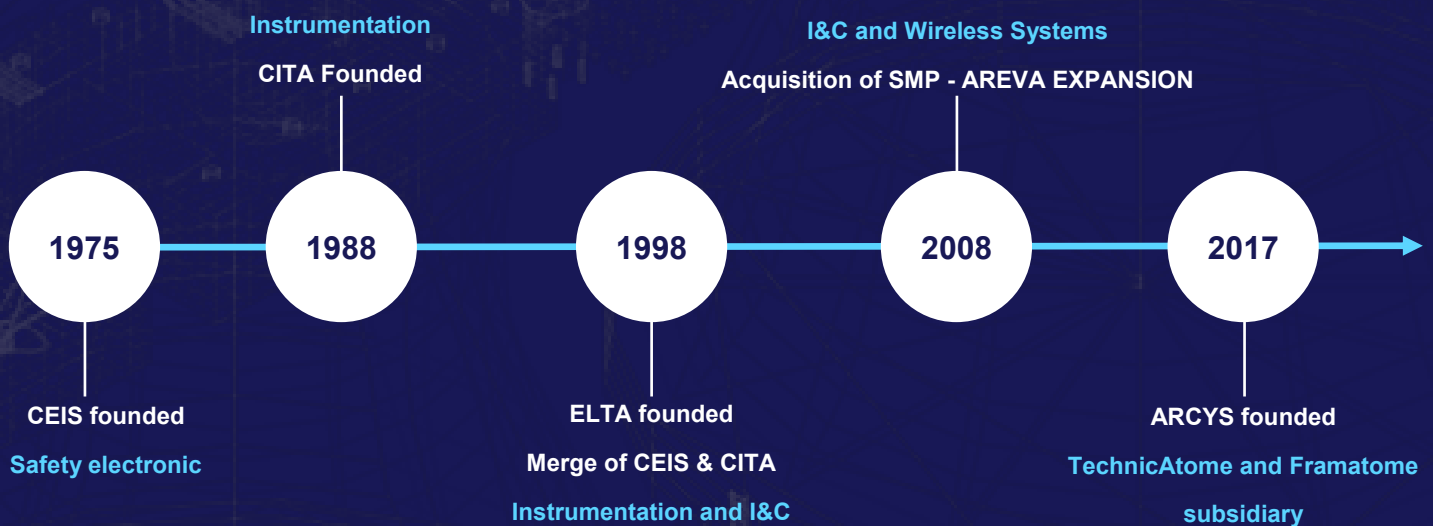 Instrumentation
CITA Founded
I&C and Wireless Systems
Acquisition of SMP - AREVA EXPANSION
1975
1988
1998
2008
2017
CEIS founded
Safety electronic
ELTA founded
Merge of CEIS & CITA
Instrumentation and I&C
ARCYS founded
TechnicAtome and Framatome
subsidiary